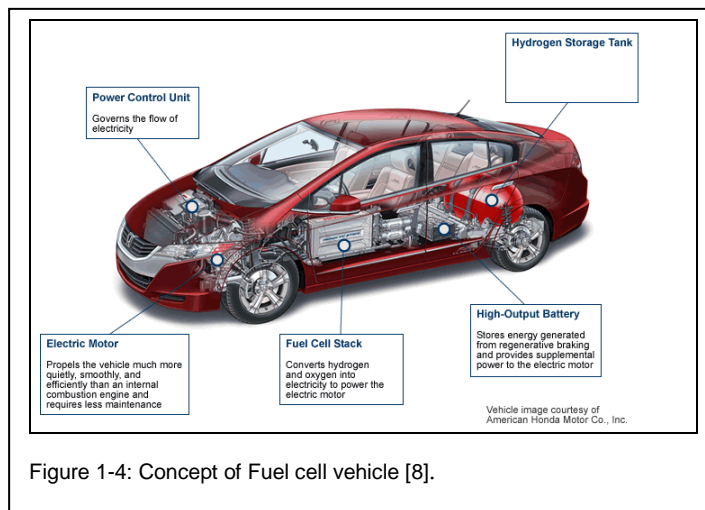 Hydrogen Storage Tank
Power Control Unit
Governs the flow of
electricity
Electric Motor
Propels the vehicle much more
quietly, smoothly, and
efficiently than an internal
combustion engine and
requires less maintenance
Fuel Cell Stack
Converts hydrogen
and oxygen into
electricity to power the
electric motor
High-Output Battery
Stores energy generated
from regenerative braking
and provides supplemental
power to the electric motor
Vehicle image courtesy of
American Honda Motor Co., Inc.
Figure 1-4: Concept of Fuel cell vehicle [8].